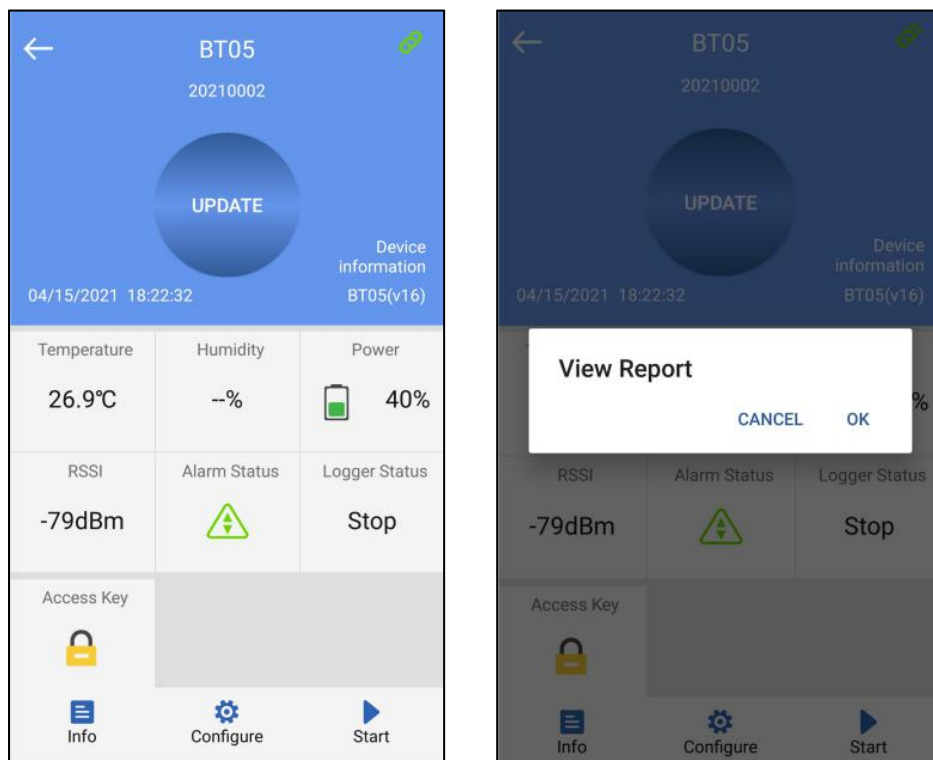 BT05
20210002
UPDATE
Device
information
04/15/2021 18:22:32
BT05(v16)
Temperature
Humidity
Power
26.9℃
--%
40%
RSSI
Alarm Status
Logger Status
-79dBm
Stop
Access Key
Info
Configure
Start
BT05
20210002
UPDATE
Device
information
04/15/2021 18:22:32
BT05(v16)
View Report
%
CANCEL
OK
RSSI
Alarm Status
Logger Status
-79dBm
Stop
Access Key
Info
Configure
Start